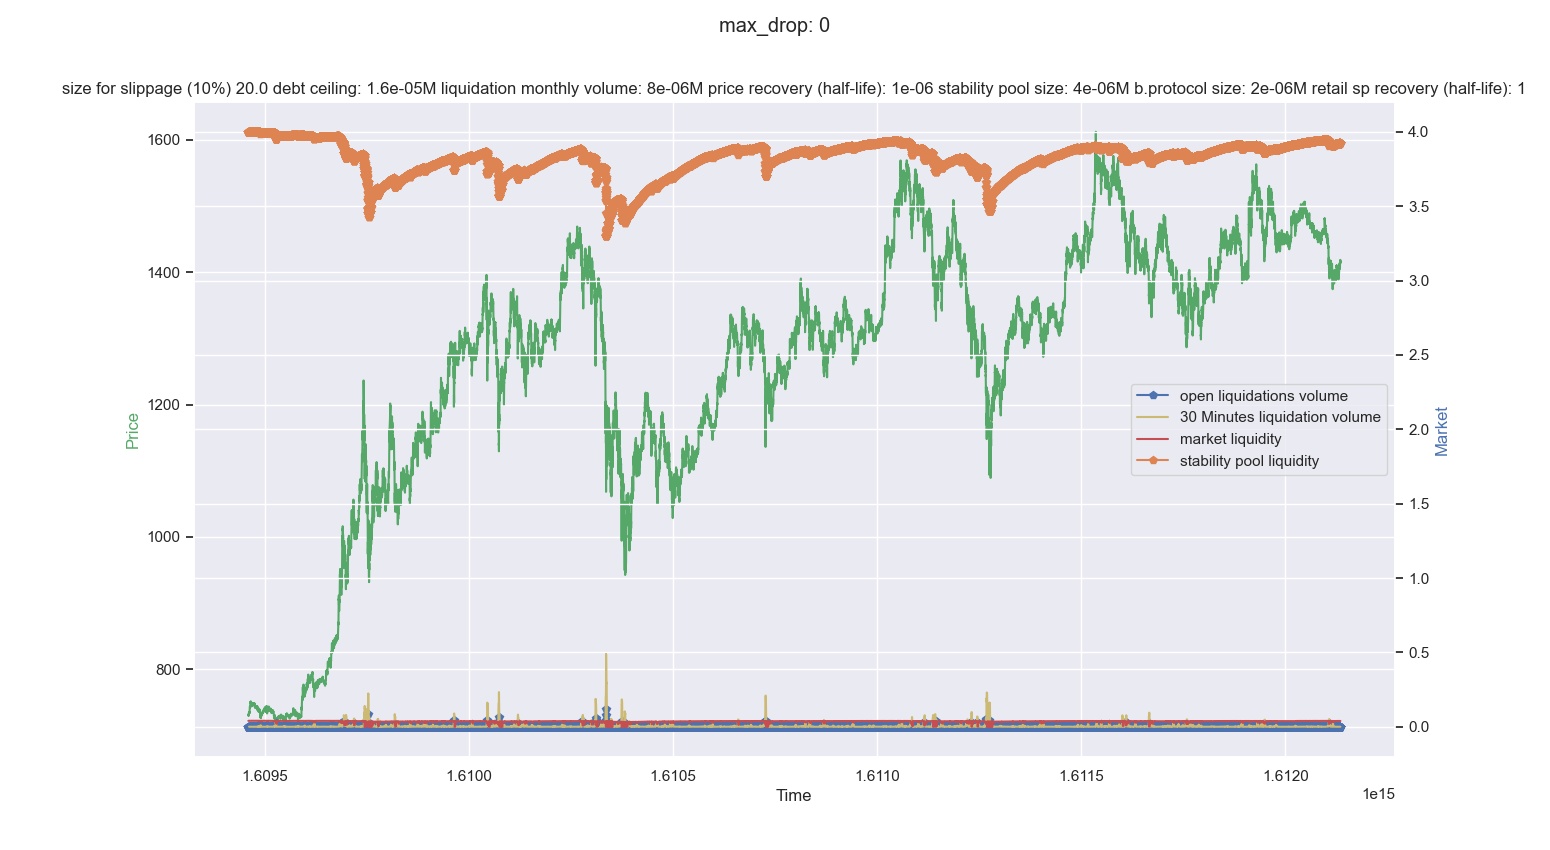 max_drop: 0
size for slippage (10%) 20.0 debt ceiling: 1.6e-05M liquidation monthly volume: 8e-06M price recovery (half-life): 1e-06 stability pool size: 4e-06M b.protocol size: 2e-06M retail sp recovery (half-life): 1
1600
1400
1200
1000
800
Price
4.0
3.5
3.0
2.5
2.0
1.5
1.0
0.5
0.0
Market
open liquidations volume
30 Minutes liquidation volume
market liquidity
stability pool liquidity
1.6095
1.6100
1.6105
1.6110
1.6115
1.6120
1e15
Time